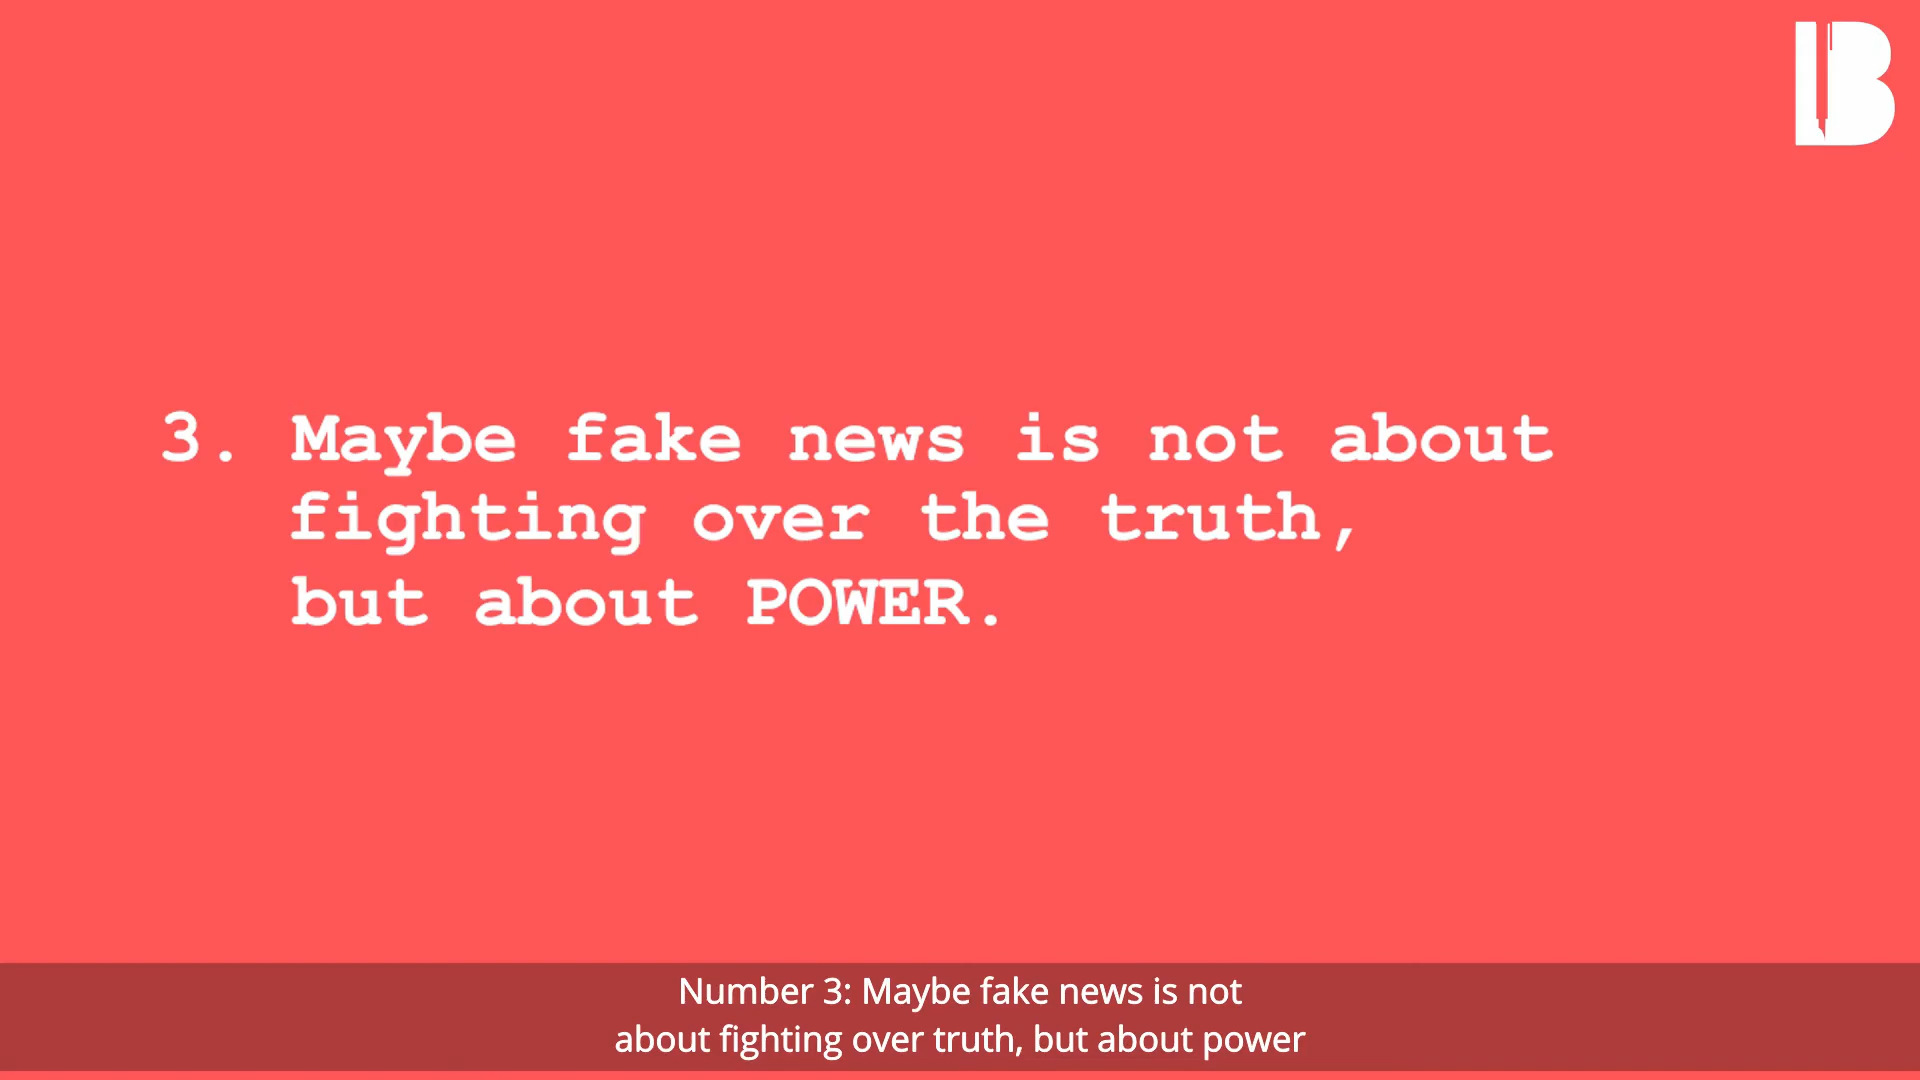 B
3. Maybe fake news is not about
fighting over the truth,
but about POWER.
Number 3: Maybe fake news is not
about fighting over truth, but about power